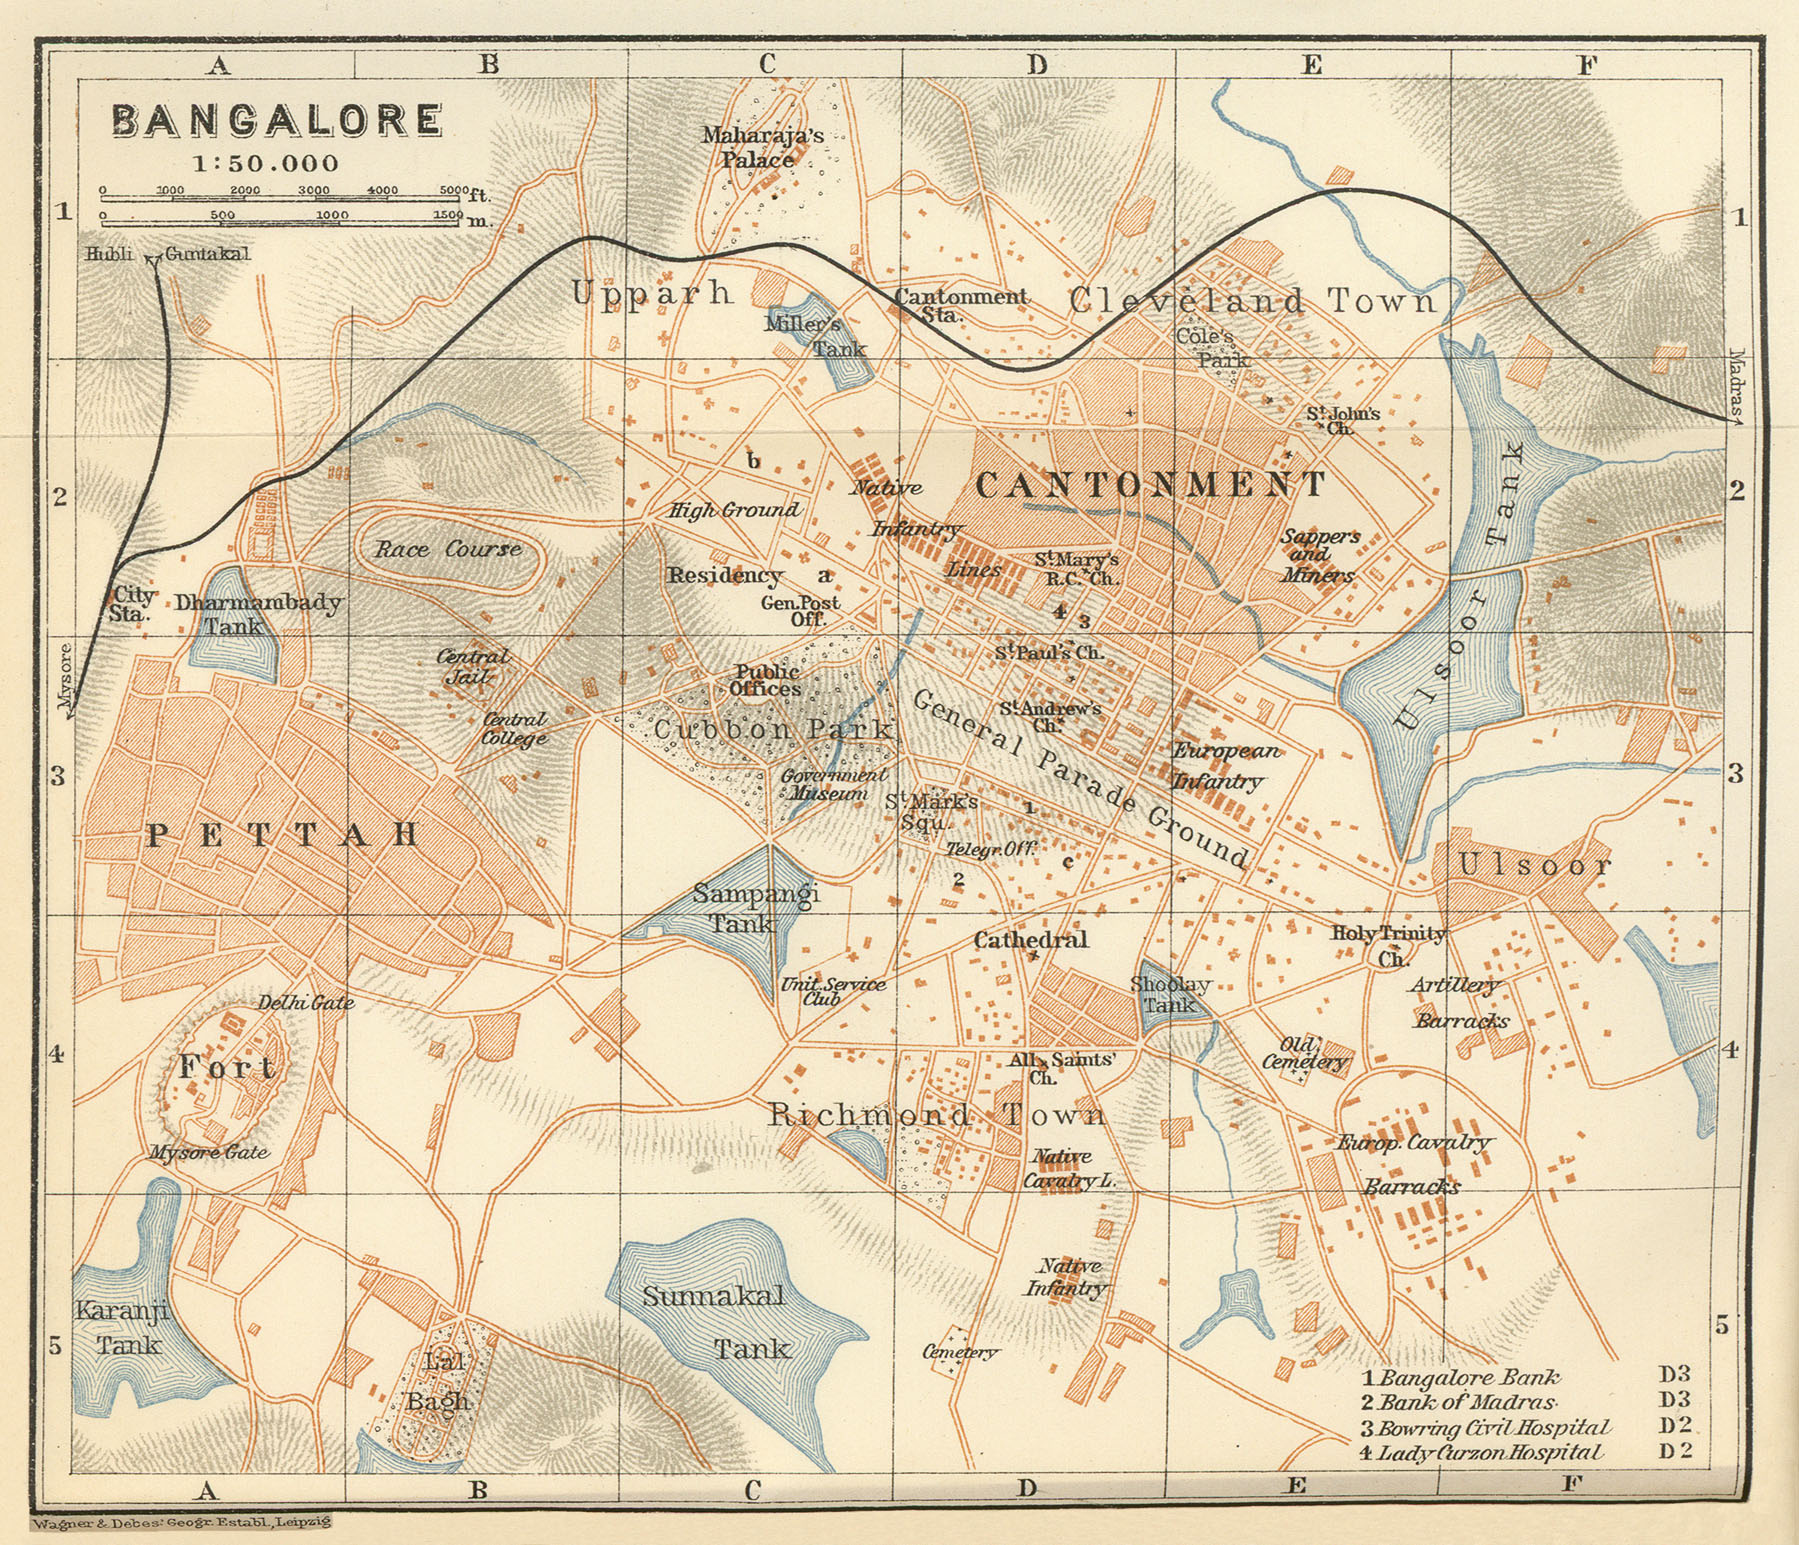 A B C D E F
BANGALORE
1:50.000
0 1000 2000 3000 4000 5000 ft.
0 500 1000 1500 m.
1
1
Hubli Guntakal
Maharaja's
Palace
Upparh
Miller's
Tank
Cantonment
Sta.
Cleveland Town
Cole's
Park
Madras
St. John's
Ch.
2
2
b
High Ground
Native
Infantry
Lines
CANTONMENT
Sappers
and
Miners
Ulsoor Tank
Race Course
Residency a
Gen. Post
Off.
St. Mary's
R.C. Ch.
4
3
City
Sta.
Dharmambady
Tank
Mysore
Central
Jail
Central
College
Public
Offices
Cubbon Park
Government
Museum
St. Paul's Ch.
St. Andrew's
Ch.
General Parade Ground
European
Infantry
Ulsoor
3
3
PETTAH
St. Mark's
Squ.
1
Telegr. Off.
c
2
Ulsoor
Sampangi
Tank
Cathedral
Holy Trinity
Ch.
Unit. Service
Club
Shoolay
Tank
Artillery
Barracks
Delhi Gate
Fort
Mysore Gate
4
4
Old
Cemetery
All Saints'
Ch.
Richmond Town
Europ. Cavalry
Barracks
Native
Cavalry L.
Native
Infantry
Karanji
Tank
Sunnakal
Tank
Cemetery
Lal
Bagh
5
5
1 Bangalore Bank D3
2 Bank of Madras. D3
3 Bowring Civil Hospital D2
4 Lady Curzon Hospital D2
A B C D E F
Wagner & Debes' Geogr. Establ., Leipzig